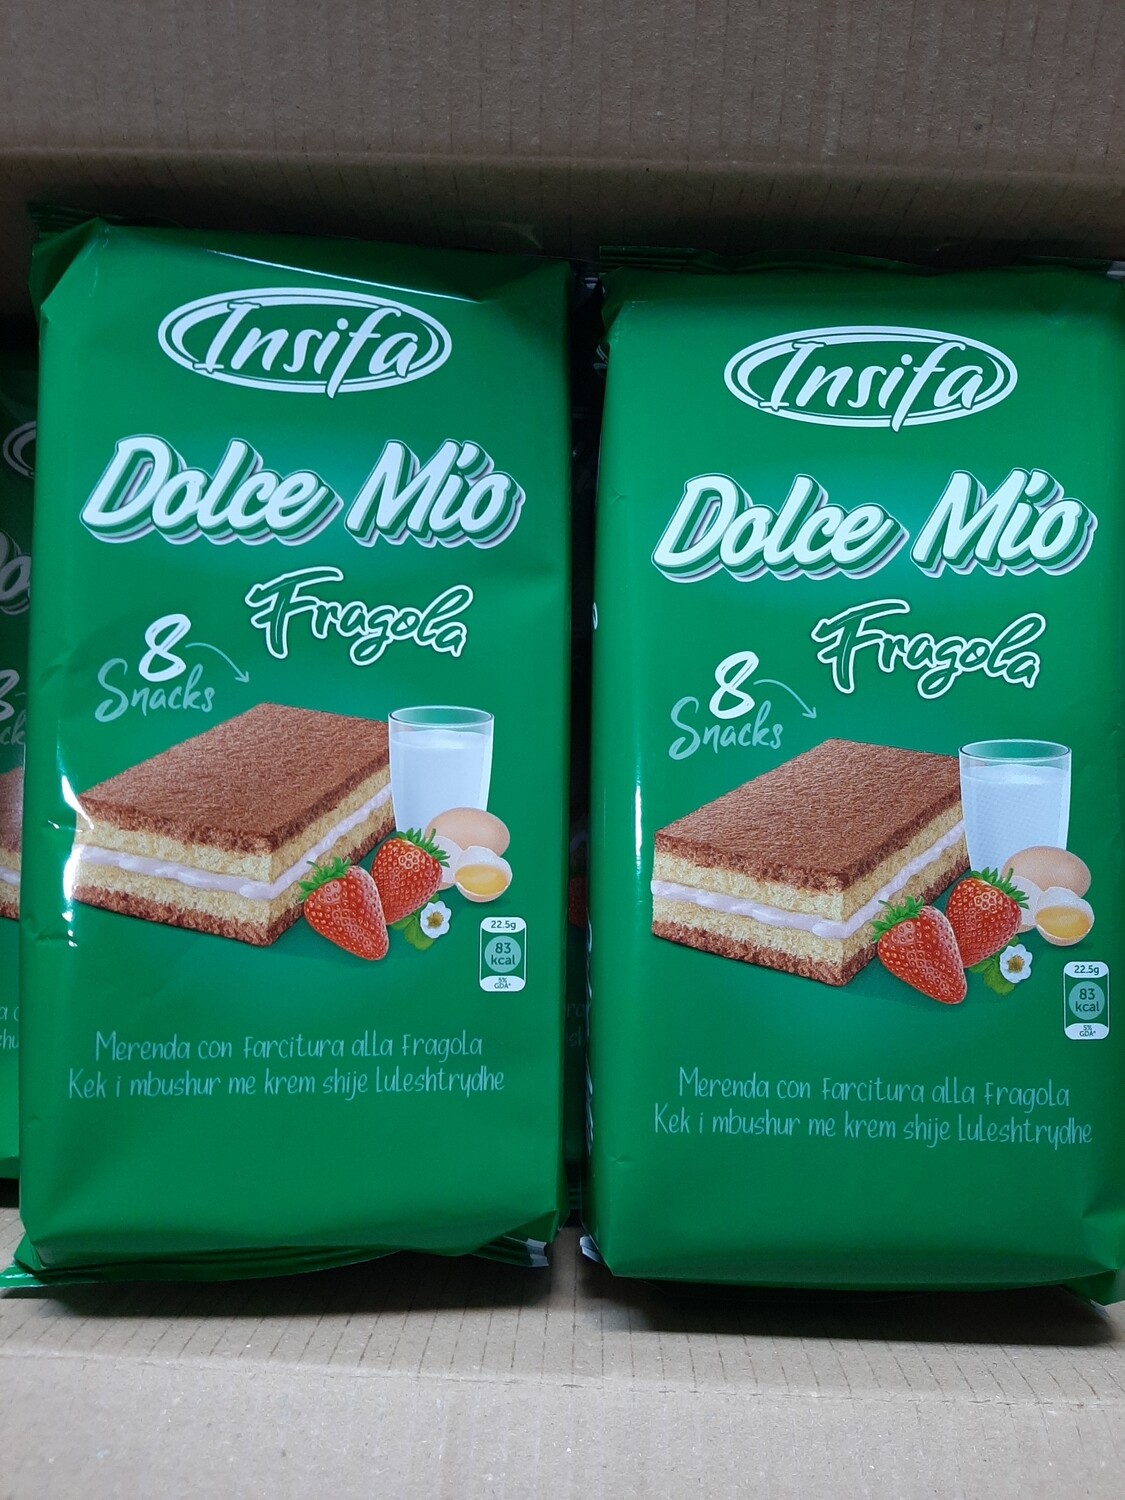 Insifa
Dolce Mio
Fragola
8
Snacks
22.5g
83
kcal
5%
GDA*
Merenda con farcitura alla fragola
Kek i mbushur me krem shije luleshtrydhe
Insifa
Dolce Mio
Fragola
8
Snacks
22.5g
83
kcal
5%
GDA*
Merenda con farcitura alla fragola
Kek i mbushur me krem shije luleshtrydhe